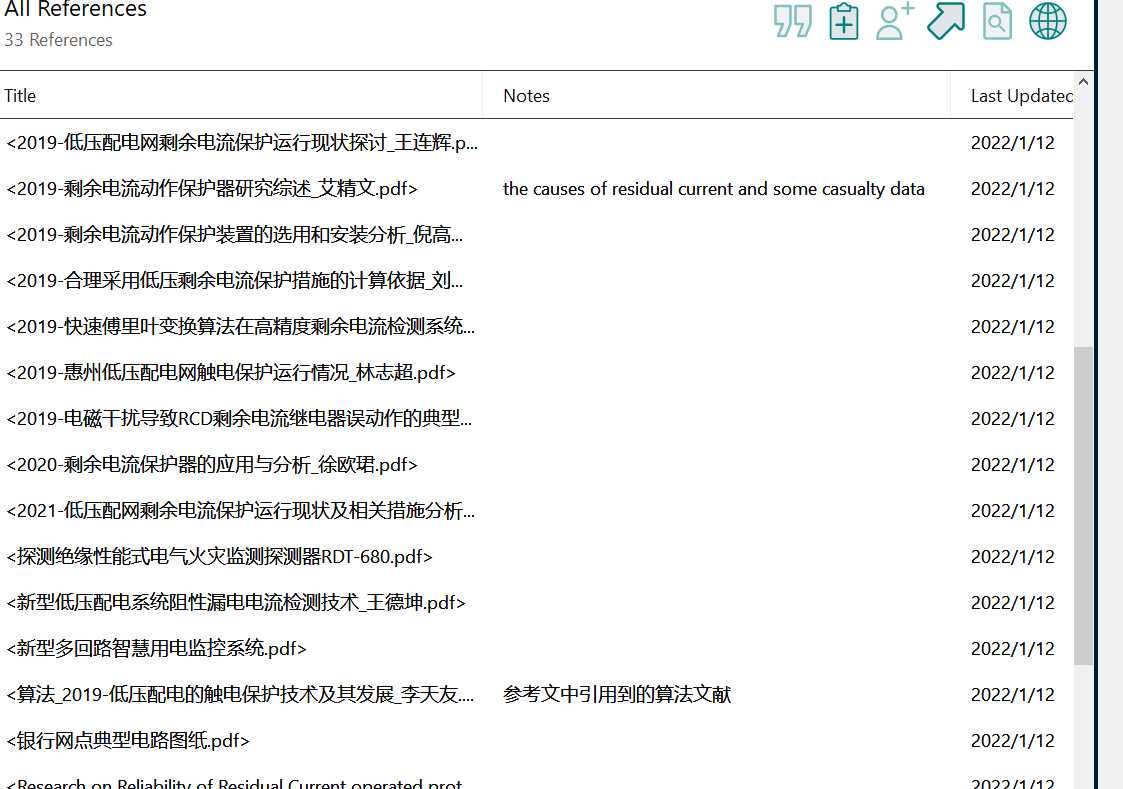 All References
33 References
Title Notes Last Updated
<2019-低压配电网剩余电流保护运行现状探讨_王连辉.p... 2022/1/12
<2019-剩余电流动作保护器研究综述_艾精文.pdf> the causes of residual current and some casualty data 2022/1/12
<2019-剩余电流动作保护装置的选用和安装分析_倪高... 2022/1/12
<2019-合理采用低压剩余电流保护措施的计算依据_刘... 2022/1/12
<2019-快速傅里叶变换算法在高精度剩余电流检测系统... 2022/1/12
<2019-惠州低压配电网触电保护运行情况_林志超.pdf> 2022/1/12
<2019-电磁干扰导致RCD剩余电流继电器误动作的典型... 2022/1/12
<2020-剩余电流保护器的应用与分析_徐欧珺.pdf> 2022/1/12
<2021-低压配网剩余电流保护运行现状及相关措施分析... 2022/1/12
<探测绝缘性能式电气火灾监测探测器RDT-680.pdf> 2022/1/12
<新型低压配电系统阻性漏电电流检测技术_王德坤.pdf> 2022/1/12
<新型多回路智慧用电监控系统.pdf> 2022/1/12
<算法_2019-低压配电的触电保护技术及其发展_李天友.... 参考文中引用到的算法文献 2022/1/12
<银行网点典型电路图纸.pdf> 2022/1/12
<Research on Reliability of Residual Current operated prot 2022/1/12